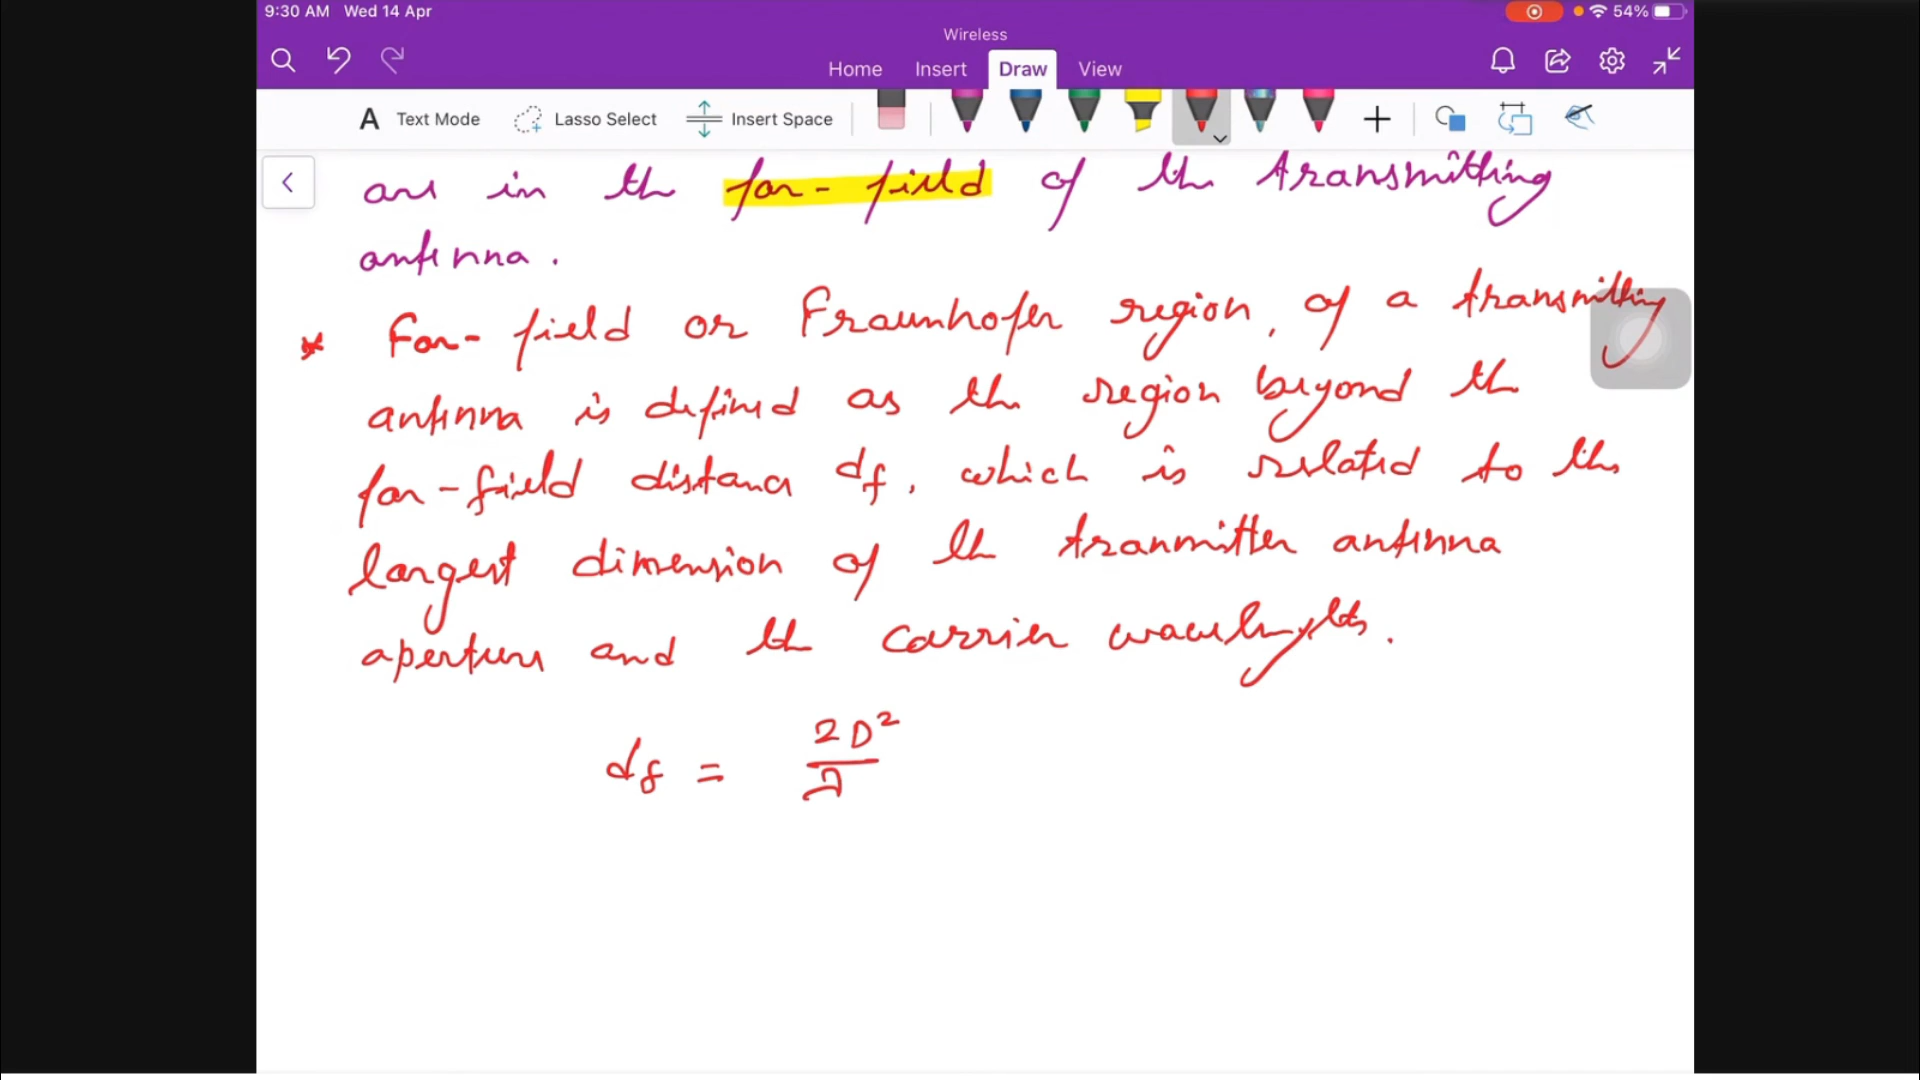 9:30 AM Wed 14 Apr 54%
Wireless
Home Insert Draw View
A Text Mode Lasso Select Insert Space
are in the far-field of the transmitting
antenna.
* Far-field or Fraunhofer region, of a transmitting
antenna is defined as the region beyond the
far-field distance df, which is related to the
largest dimension of the tranmitter antenna
aperture and the carrier wavelength.
df = 2D²/λ